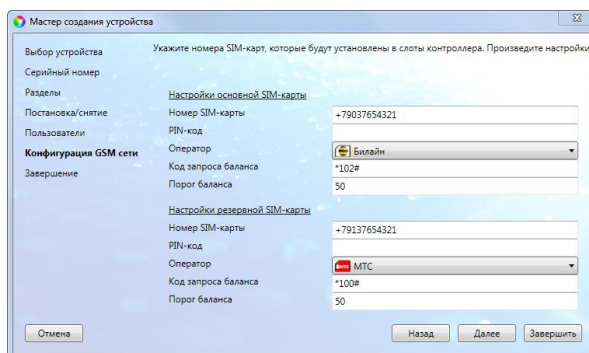 Мастер создания устройства
Выбор устройства
Серийный номер
Разделы
Постановка/снятие
Пользователи
Конфигурация GSM сети
Завершение
Укажите номера SIM-карт, которые будут установлены в слоты контроллера. Произведите настройки
Настройки основной SIM-карты
Номер SIM-карты +79037654321
PIN-код
Оператор Билайн
Код запроса баланса *102#
Порог баланса 50
Настройки резервной SIM-карты
Номер SIM-карты +79137654321
PIN-код
Оператор МТС
Код запроса баланса *100#
Порог баланса 50
Отмена Назад Далее Завершить